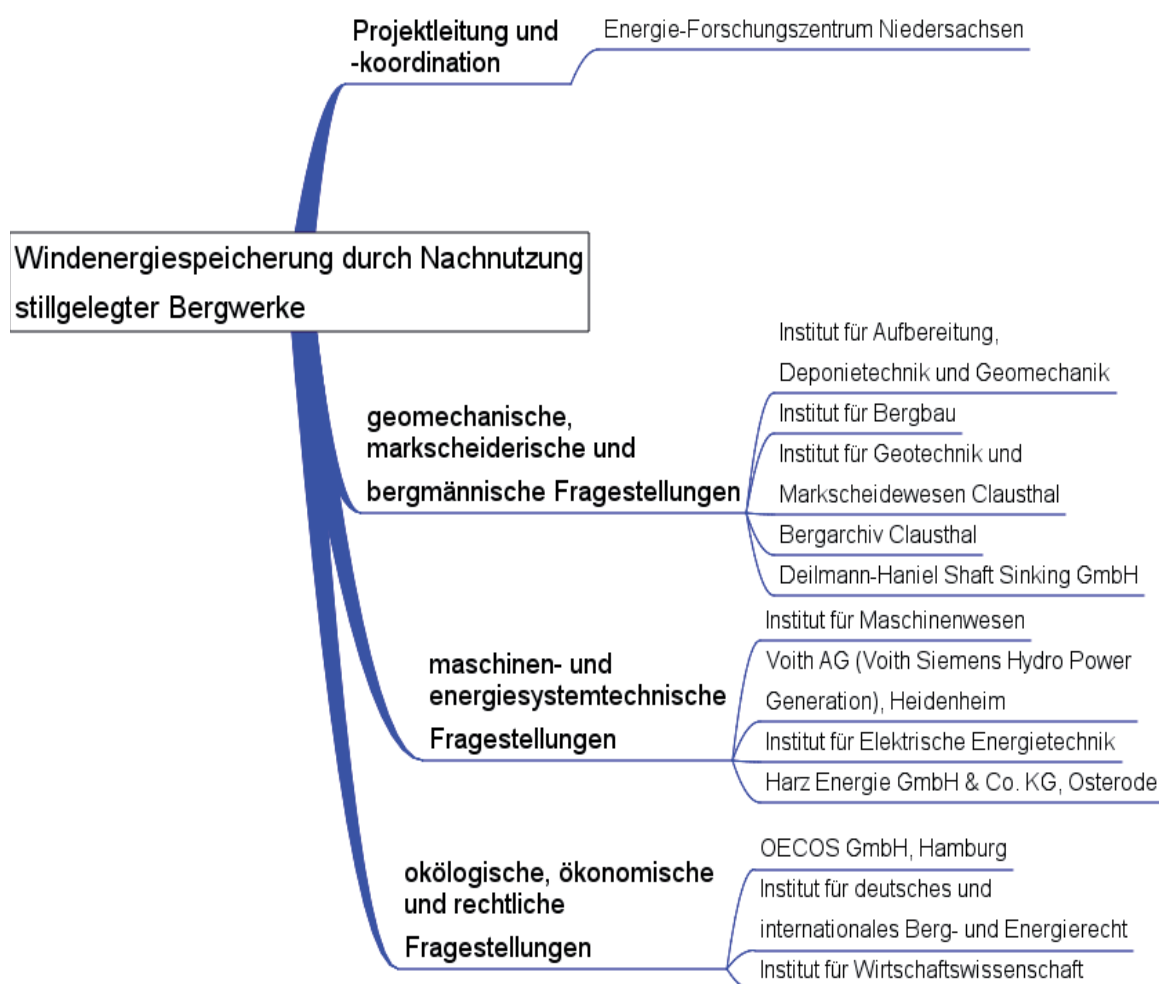 Projektleitung und
-koordination
Energie-Forschungszentrum Niedersachsen
Windenergiespeicherung durch Nachnutzung
stillgelegter Bergwerke
geomechanische,
markscheiderische und
bergmännische Fragestellungen
Institut für Aufbereitung,
Deponietechnik und Geomechanik
Institut für Bergbau
Institut für Geotechnik und
Markscheidewesen Clausthal
Bergarchiv Clausthal
Deilmann-Haniel Shaft Sinking GmbH
maschinen- und
energiesystemtechnische
Fragestellungen
Institut für Maschinenwesen
Voith AG (Voith Siemens Hydro Power
Generation), Heidenheim
Institut für Elektrische Energietechnik
Harz Energie GmbH & Co. KG, Osterode
okölogische, ökonomische
und rechtliche
Fragestellungen
OECOS GmbH, Hamburg
Institut für deutsches und
internationales Berg- und Energierecht
Institut für Wirtschaftswissenschaft